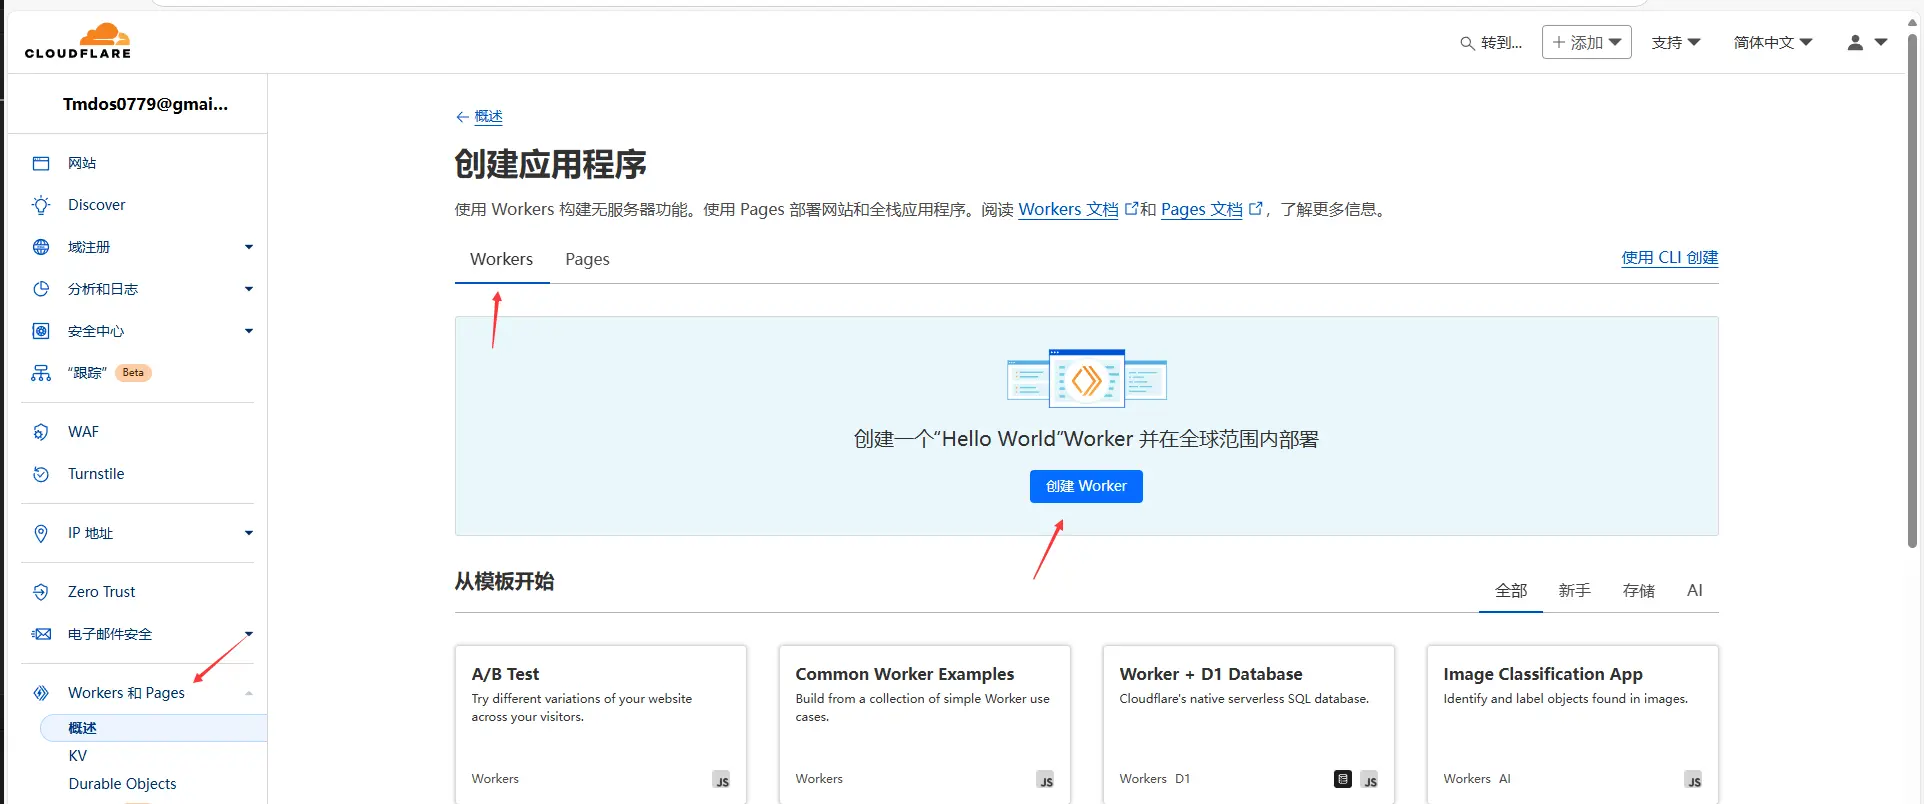 CLOUDFLARE
转到...
添加
支持
简体中文
Tmdos0779@gmai...
网站
Discover
域注册
分析和日志
安全中心
“跟踪” Beta
WAF
Turnstile
IP 地址
Zero Trust
电子邮件安全
Workers 和 Pages
概述
KV
Durable Objects
概述
创建应用程序
使用 Workers 构建无服务器功能。使用 Pages 部署网站和全栈应用程序。阅读 Workers 文档 和 Pages 文档 ，了解更多信息。
Workers Pages
使用 CLI 创建
创建一个“Hello World”Worker 并在全球范围内部署
创建 Worker
从模板开始
全部 新手 存储 AI
A/B Test
Try different variations of your website
across your visitors.
Workers JS
Common Worker Examples
Build from a collection of simple Worker use
cases.
Workers JS
Worker + D1 Database
Cloudflare's native serverless SQL database.
Workers D1 JS
Image Classification App
Identify and label objects found in images.
Workers AI JS